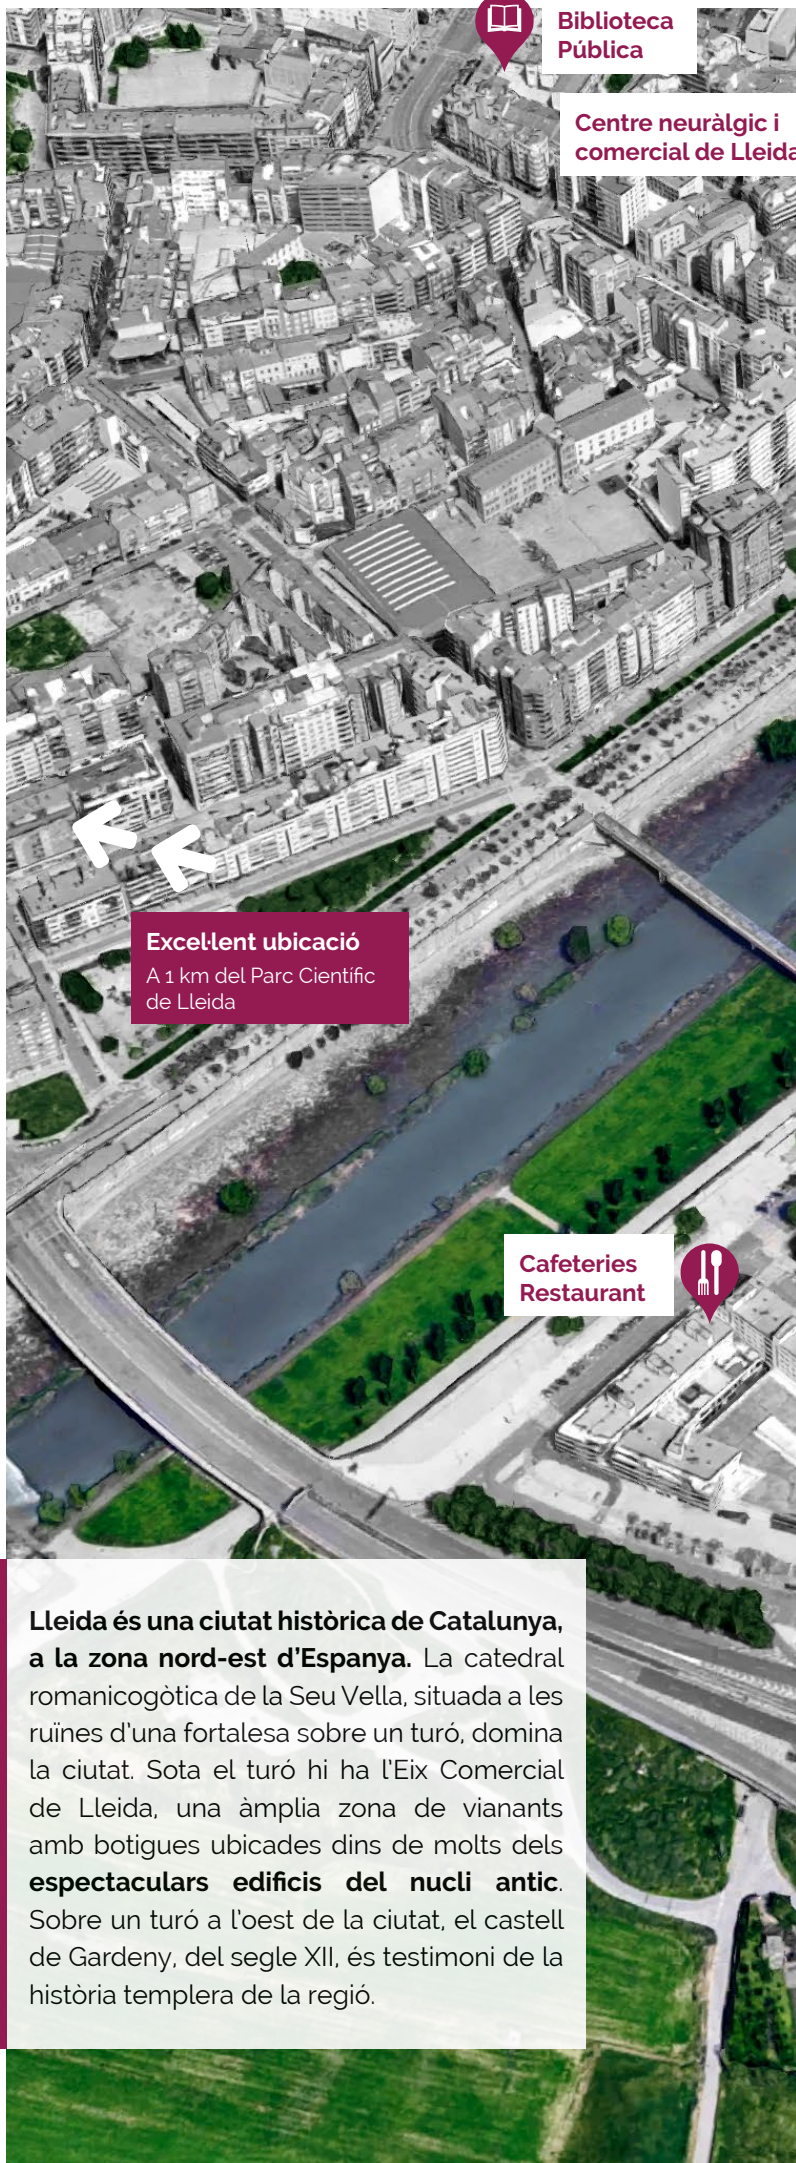 Biblioteca
Pública
Centre neuràlgic i
comercial de Lleida
Excel·lent ubicació
A 1 km del Parc Científic
de Lleida
Cafeteries
Restaurant
Lleida és una ciutat històrica de Catalunya,
a la zona nord-est d’Espanya. La catedral
romanicogòtica de la Seu Vella, situada a les
ruïnes d’una fortalesa sobre un turó, domina
la ciutat. Sota el turó hi ha l’Eix Comercial
de Lleida, una àmplia zona de vianants
amb botigues ubicades dins de molts dels
espectaculars edificis del nucli antic.
Sobre un turó a l’oest de la ciutat, el castell
de Gardeny, del segle XII, és testimoni de la
història templera de la regió.